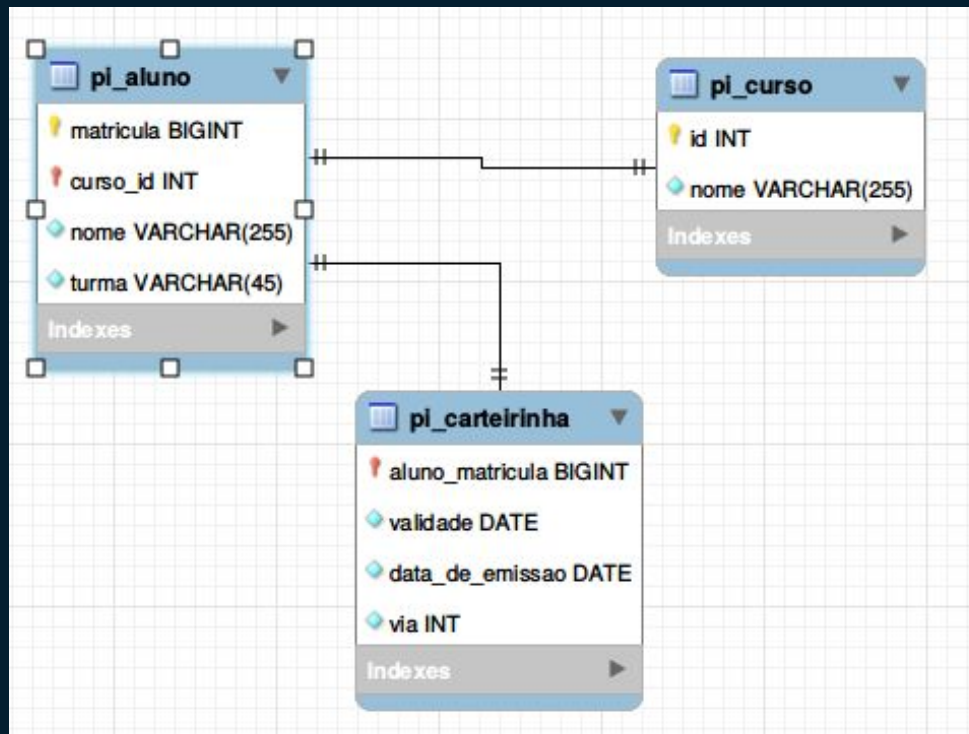 pi_aluno
matricula BIGINT
curso_id INT
nome VARCHAR(255)
turma VARCHAR(45)
Indexes
pi_curso
id INT
nome VARCHAR(255)
Indexes
pi_carteirinha
aluno_matricula BIGINT
validade DATE
data_de_emissao DATE
via INT
Indexes